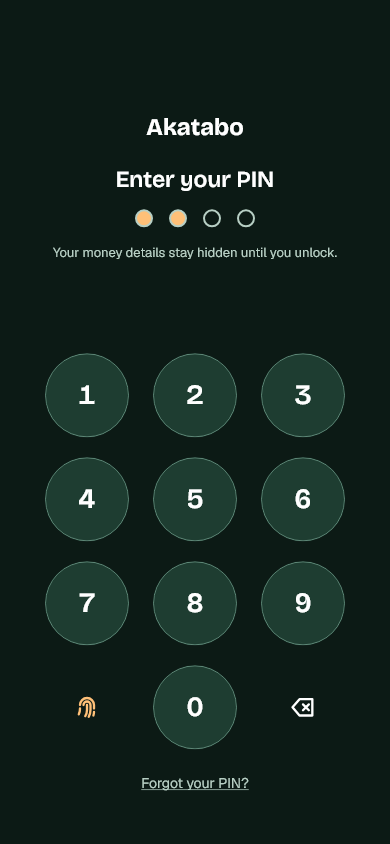 Akatabo
Enter your PIN
Your money details stay hidden until you unlock.
1 2 3
4 5 6
7 8 9
0
Forgot your PIN?